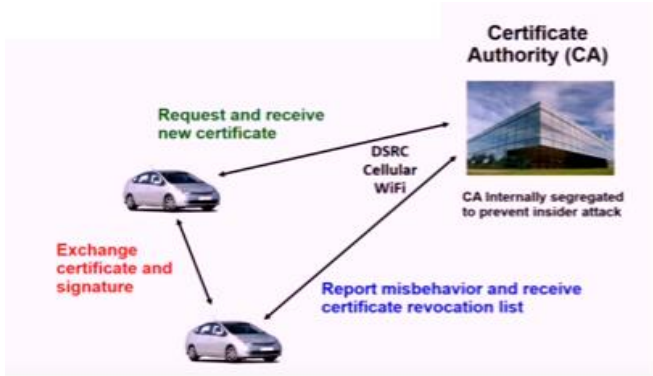 Certificate
Authority (CA)
Request and receive
new certificate
DSRC
Cellular
WiFi
CA Internally segregated
to prevent insider attack
Exchange
certificate and
signature
Report misbehavior and receive
certificate revocation list